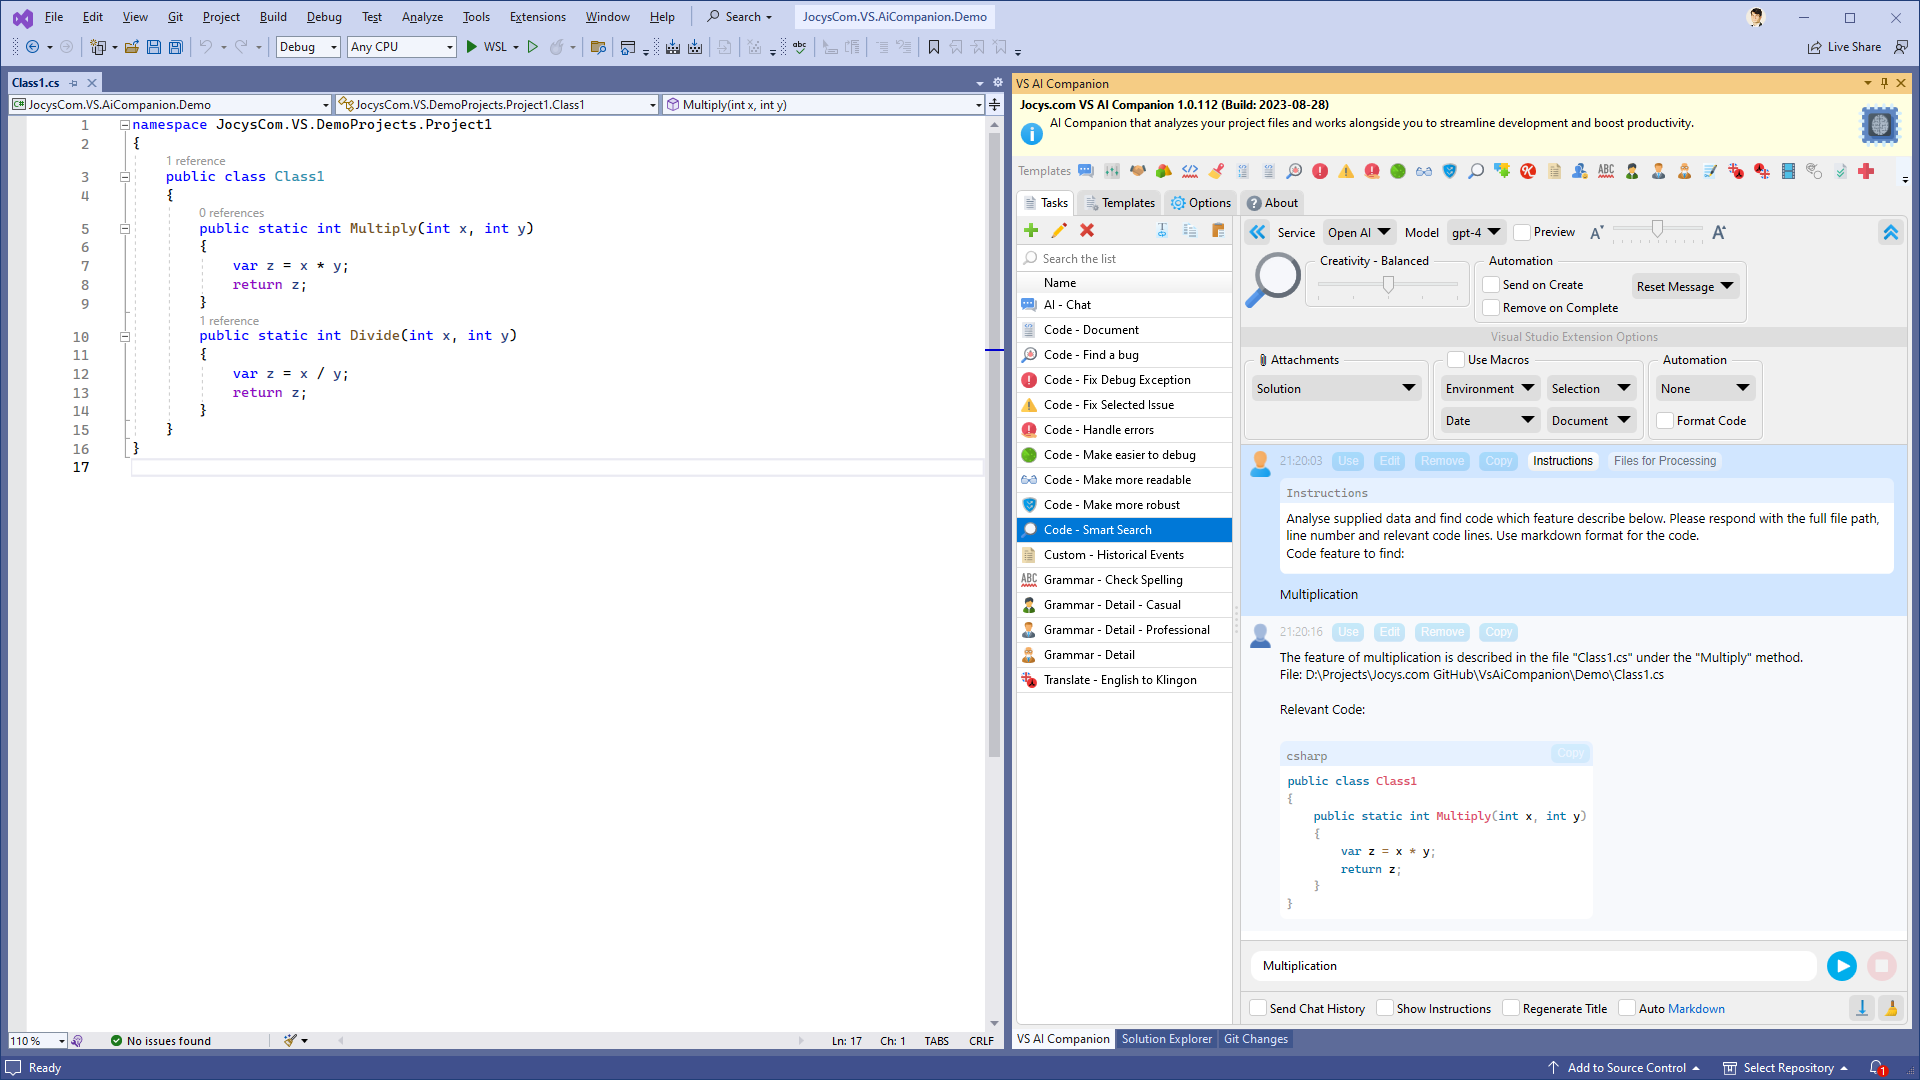 File Edit View Git Project Build Debug Test Analyze Tools Extensions Window Help Search JocysCom.VS.AiCompanion.Demo
Debug Any CPU WSL Live Share
Class1.cs
JocysCom.VS.AiCompanion.Demo JocysCom.VS.DemoProjects.Project1.Class1 Multiply(int x, int y)
1 namespace JocysCom.VS.DemoProjects.Project1
2 {
1 reference
3 public class Class1
4 {
0 references
5 public static int Multiply(int x, int y)
6 {
7 var z = x * y;
8 return z;
9 }
1 reference
10 public static int Divide(int x, int y)
11 {
12 var z = x / y;
13 return z;
14 }
15 }
16 }
17
110 % No issues found Ln: 17 Ch: 1 TABS CRLF
VS AI Companion
Jocys.com VS AI Companion 1.0.112 (Build: 2023-08-28)
AI Companion that analyzes your project files and works alongside you to streamline development and boost productivity.
Templates
Tasks Templates Options About
Search the list
Name
AI - Chat
Code - Document
Code - Find a bug
Code - Fix Debug Exception
Code - Fix Selected Issue
Code - Handle errors
Code - Make easier to debug
Code - Make more readable
Code - Make more robust
Code - Smart Search
Custom - Historical Events
ABC Grammar - Check Spelling
Grammar - Detail - Casual
Grammar - Detail - Professional
Grammar - Detail
Translate - English to Klingon
Service Open AI Model gpt-4 Preview A A
Creativity - Balanced
Automation
Send on Create
Remove on Complete
Reset Message
Visual Studio Extension Options
Attachments
Solution
Use Macros
Environment Selection
Date Document
Automation
None
Format Code
21:20:03 Use Edit Remove Copy Instructions Files for Processing
Instructions
Analyse supplied data and find code which feature describe below. Please respond with the full file path,
line number and relevant code lines. Use markdown format for the code.
Code feature to find:
Multiplication
21:20:16 Use Edit Remove Copy
The feature of multiplication is described in the file "Class1.cs" under the "Multiply" method.
File: D:\Projects\Jocys.com GitHub\VsAiCompanion\Demo\Class1.cs
Relevant Code:
csharp Copy
public class Class1
{
public static int Multiply(int x, int y)
{
var z = x * y;
return z;
}
}
Multiplication
Send Chat History Show Instructions Regenerate Title Auto Markdown
VS AI Companion Solution Explorer Git Changes
Ready Add to Source Control Select Repository 1